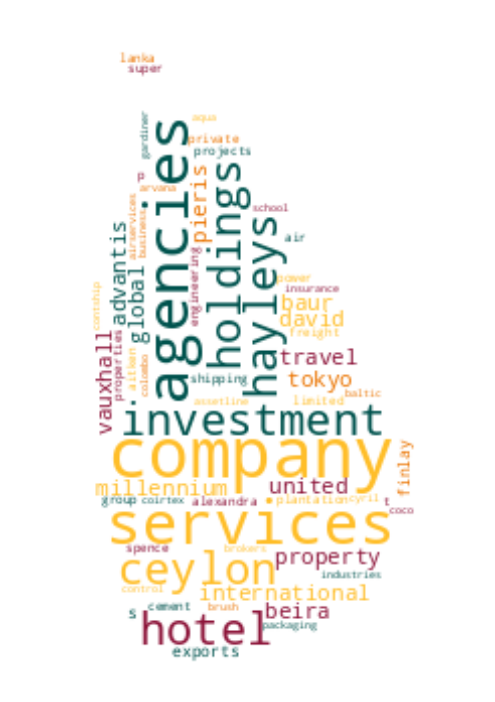 lanka
super
gardiner
aqua
agencies
private
projects
holdings
pieris
p
arvana
airservices
business
school
hayleys
air
advantis
global
engineering
power
insurance
contship
baur
david
freight
vauxhall
properties
aitken
colombo
travel
shipping
tokyo
baltic
assetline
limited
investment
company
finlay
millennium
united
group
coirtex
alexandra
plantation
cyril
t
coco
services
spence
brokers
property
ceylon
industries
control
international
s
cement
brush
beira
hotel
packaging
exports